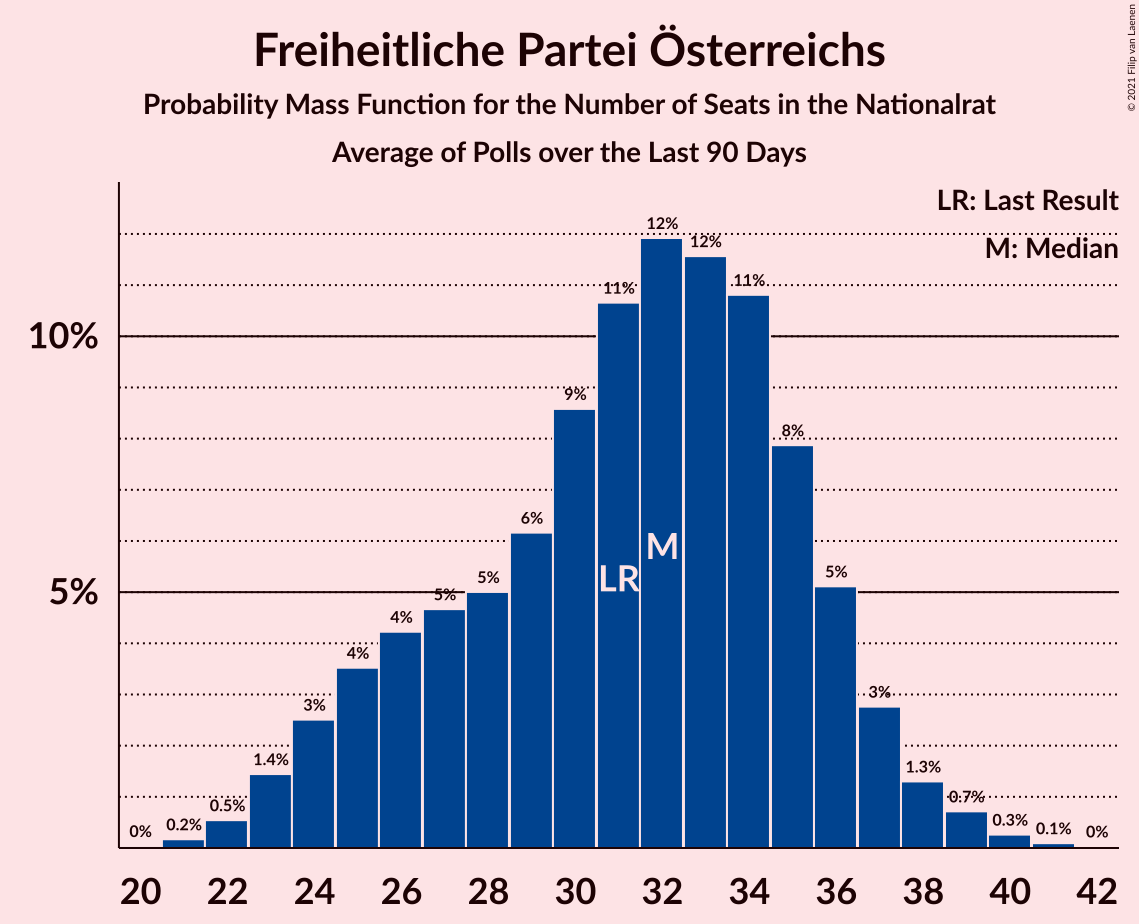 Freiheitliche Partei Österreichs
Probability Mass Function for the Number of Seats in the Nationalrat
Average of Polls over the Last 90 Days
© 2021 Filip van Laenen
LR: Last Result
M: Median
10%
5%
0%
0.2%
0.5%
1.4%
3%
4%
4%
5%
5%
6%
9%
11%
12%
12%
11%
8%
5%
3%
1.3%
0.7%
0.3%
0.1%
0%
LR
M
20 22 24 26 28 30 32 34 36 38 40 42